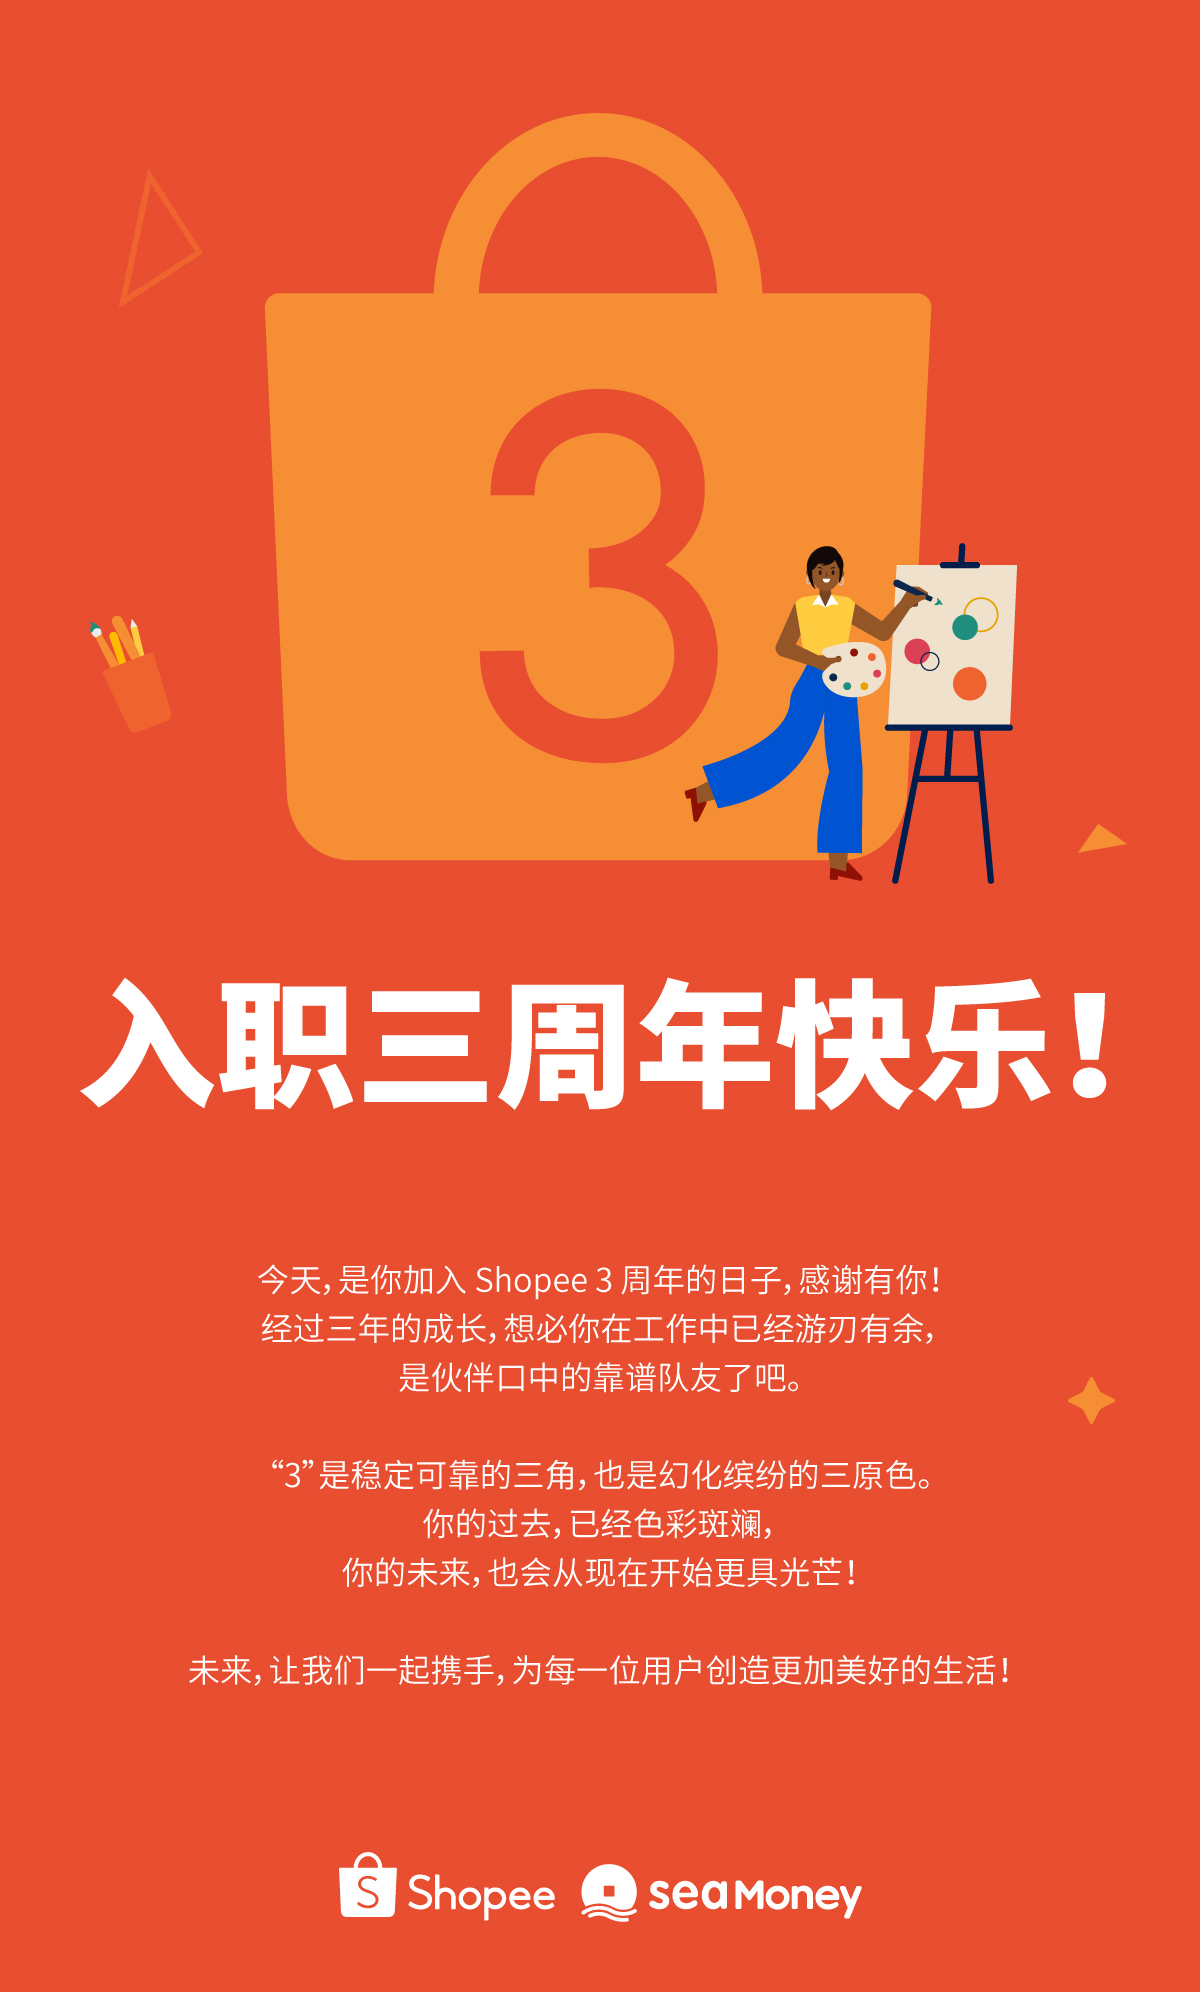 3
入职三周年快乐！
今天，是你加入 Shopee 3 周年的日子，感谢有你！
经过三年的成长，想必你在工作中已经游刃有余，
是伙伴口中的靠谱队友了吧。
“3”是稳定可靠的三角，也是幻化缤纷的三原色。
你的过去，已经色彩斑斓，
你的未来，也会从现在开始更具光芒！
未来，让我们一起携手，为每一位用户创造更加美好的生活！
S Shopee sea Money